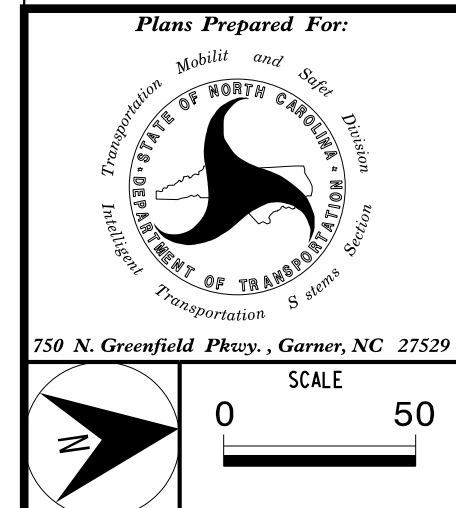 Plans Prepared For:
Transportation Mobilit and Safet Division
STATE OF NORTH CAROLINA
DEPARTMENT OF TRANSPORTATION
Intelligent Transportation S stems Section
750 N. Greenfield Pkwy. , Garner, NC 27529
SCALE
0 50
N